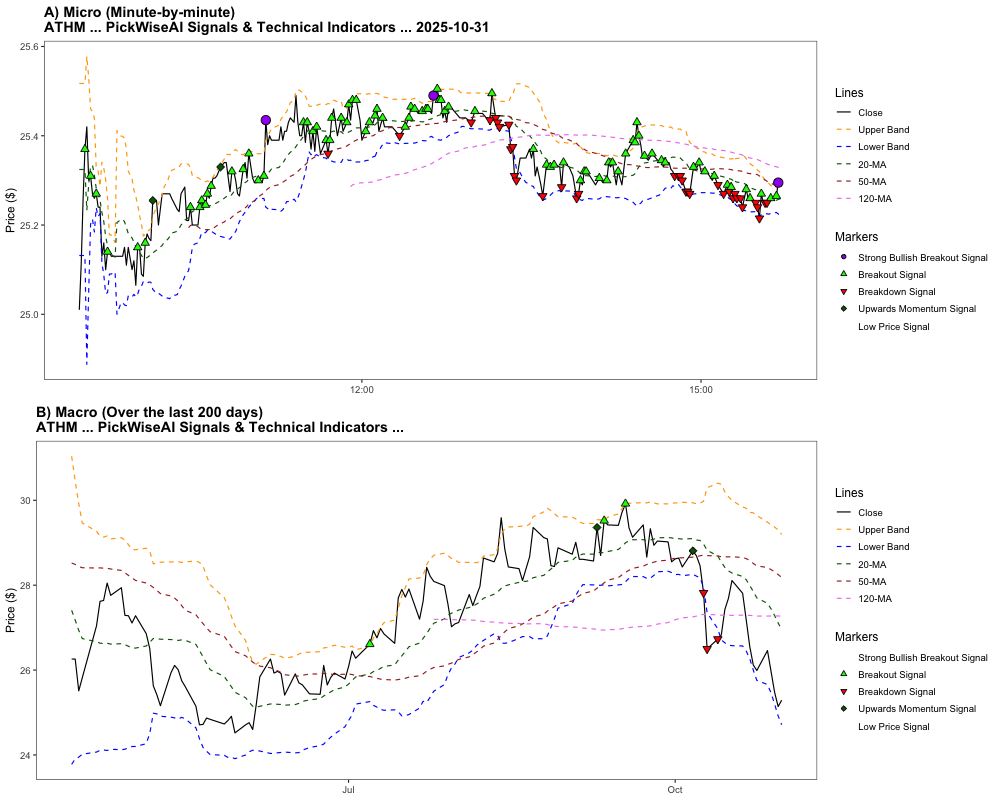 A) Micro (Minute-by-minute)
ATHM ... PickWiseAI Signals & Technical Indicators ... 2025-10-31
25.6
25.4
25.2
25.0
Price ($)
12:00
15:00
Lines
Close
Upper Band
Lower Band
20-MA
50-MA
120-MA
Markers
Strong Bullish Breakout Signal
Breakout Signal
Breakdown Signal
Upwards Momentum Signal
Low Price Signal
B) Macro (Over the last 200 days)
ATHM ... PickWiseAI Signals & Technical Indicators ...
30
28
26
24
Price ($)
Jul
Oct
Lines
Close
Upper Band
Lower Band
20-MA
50-MA
120-MA
Markers
Strong Bullish Breakout Signal
Breakout Signal
Breakdown Signal
Upwards Momentum Signal
Low Price Signal